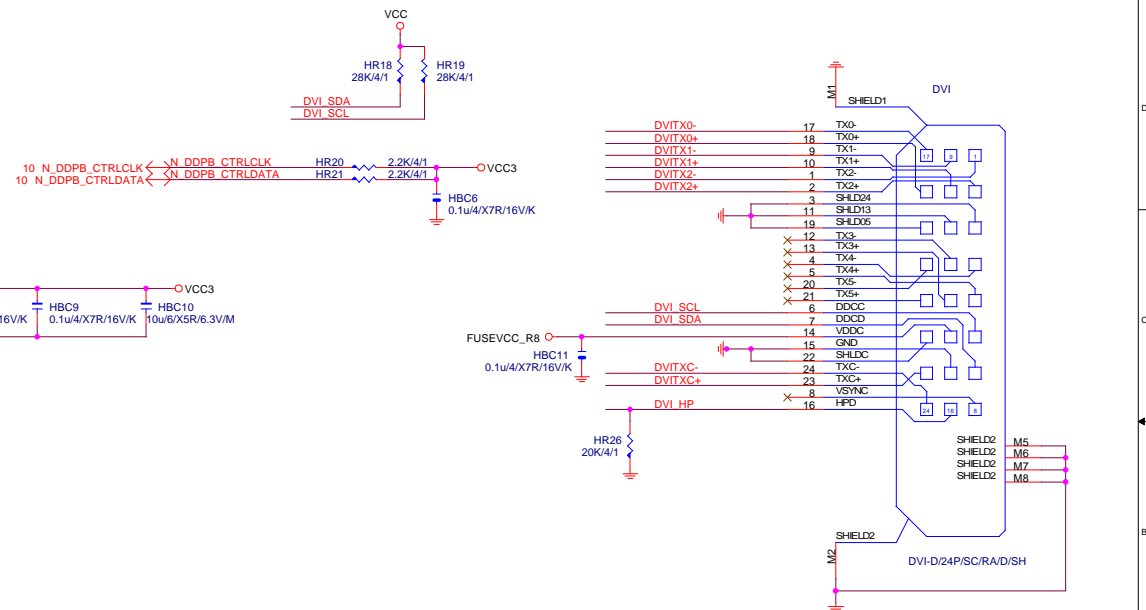 VCC
HR18
28K/4/1
HR19
28K/4/1
DVI_SDA
DVI_SCL
10 N_DDPB_CTRLCLK
N_DDPB_CTRLCLK
HR20
2.2K/4/1
10 N_DDPB_CTRLDATA
N_DDPB_CTRLDATA
HR21
2.2K/4/1
VCC3
HBC6
0.1u/4/X7R/16V/K
VCC3
16V/K
HBC9
0.1u/4/X7R/16V/K
HBC10
10u/6/X5R/6.3V/M
FUSEVCC_R8
HBC11
0.1u/4/X7R/16V/K
HR26
20K/4/1
M1
SHIELD1
DVI
DVITX0- 17 TX0-
DVITX0+ 18 TX0+
DVITX1- 9 TX1-
DVITX1+ 10 TX1+
DVITX2- 1 TX2-
DVITX2+ 2 TX2+
3 SHLD24
11 SHLD13
19 SHLD05
12 TX3-
13 TX3+
4 TX4-
5 TX4+
20 TX5-
21 TX5+
DVI_SCL 6 DDCC
DVI_SDA 7 DDCD
14 VDDC
15 GND
22 SHLDC
DVITXC- 24 TXC-
DVITXC+ 23 TXC+
8 VSYNC
DVI_HP 16 HPD
17 9 1
24 16 8
SHIELD2 M5
SHIELD2 M6
SHIELD2 M7
SHIELD2 M8
SHIELD2
M2
DVI-D/24P/SC/RA/D/SH
D
C
B